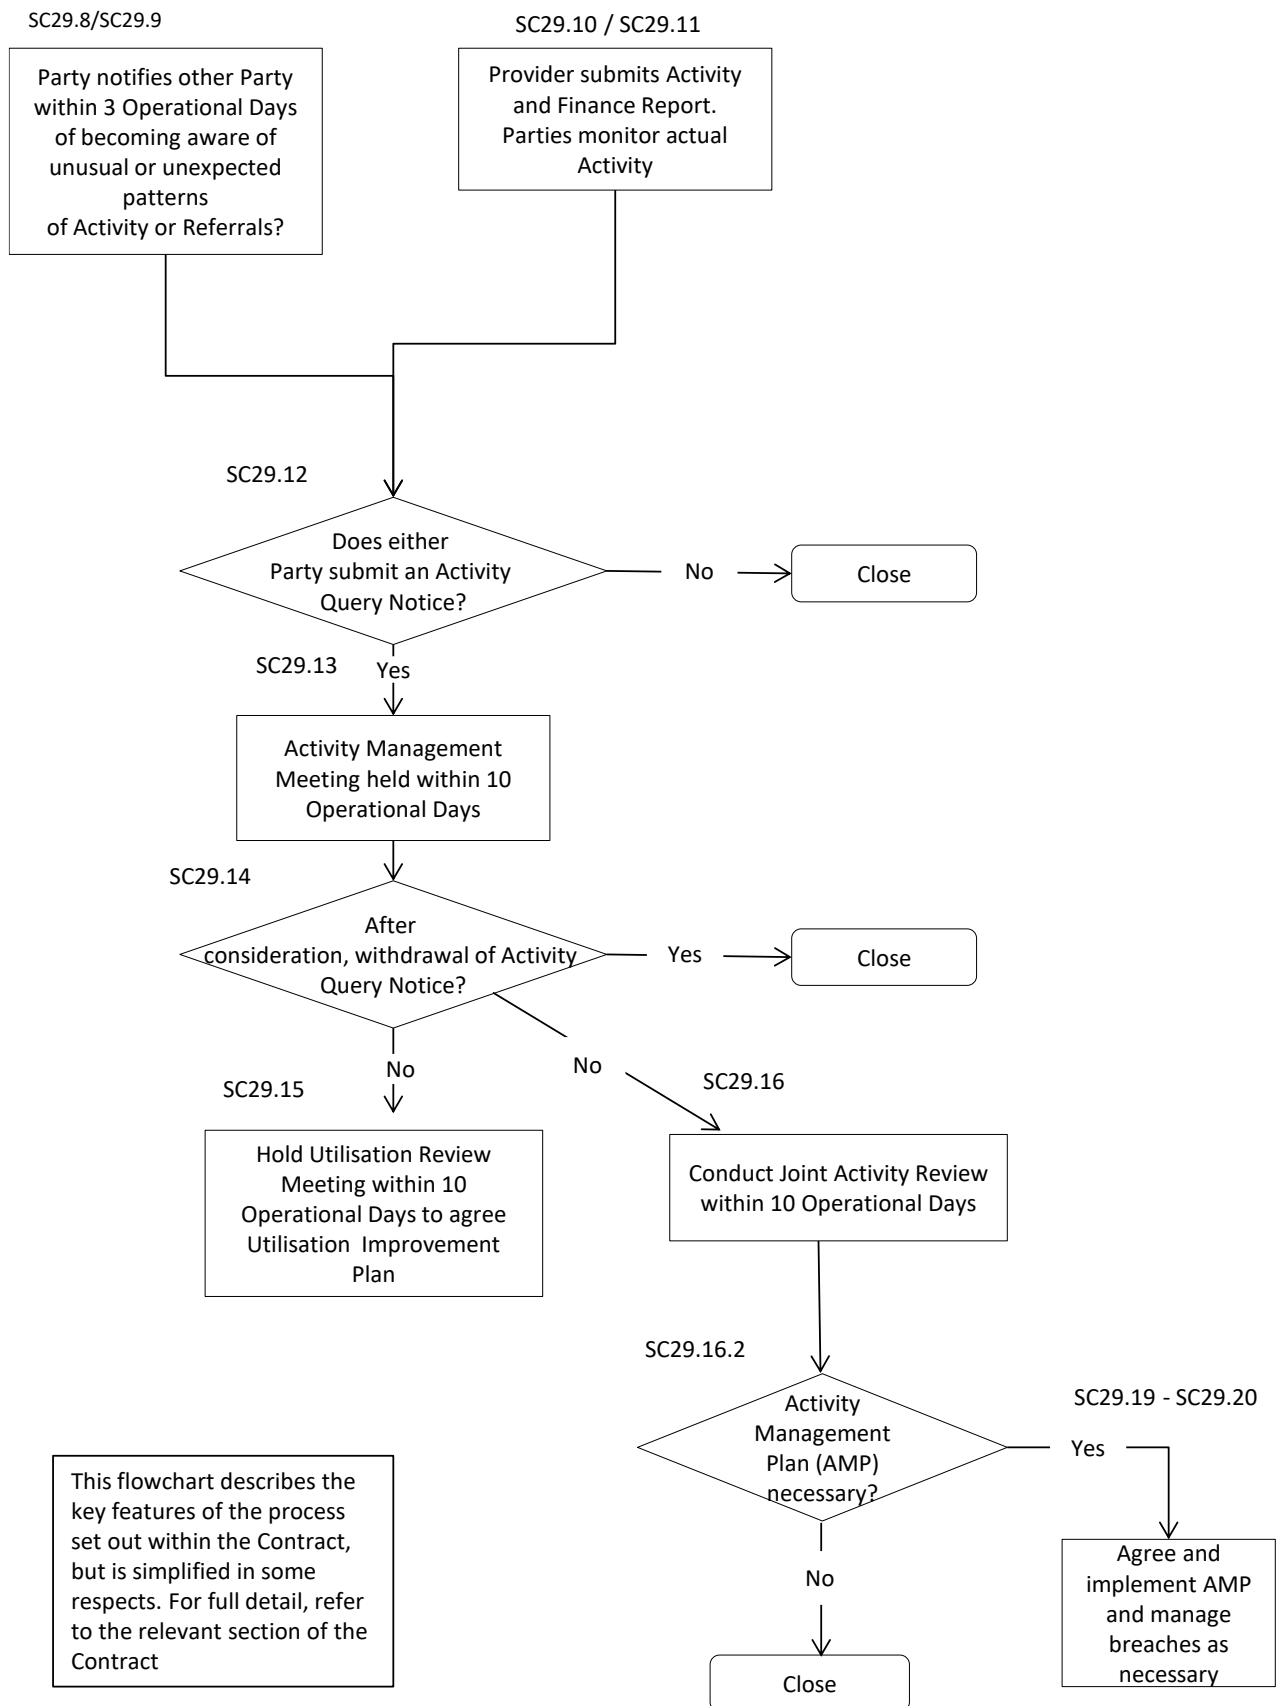 SC29.8/SC29.9
Party notifies other Party
within 3 Operational Days
of becoming aware of
unusual or unexpected
patterns
of Activity or Referrals?
SC29.10 / SC29.11
Provider submits Activity
and Finance Report.
Parties monitor actual
Activity
SC29.12
Does either
Party submit an Activity
Query Notice?
No
Close
SC29.13
Yes
Activity Management
Meeting held within 10
Operational Days
SC29.14
After
consideration, withdrawal of Activity
Query Notice?
Yes
Close
No
No
SC29.15
Hold Utilisation Review
Meeting within 10
Operational Days to agree
Utilisation  Improvement
Plan
SC29.16
Conduct Joint Activity Review
within 10 Operational Days
SC29.16.2
Activity
Management
Plan (AMP)
necessary?
SC29.19 - SC29.20
Yes
Agree and
implement AMP
and manage
breaches as
necessary
No
Close
This flowchart describes the
key features of the process
set out within the Contract,
but is simplified in some
respects. For full detail, refer
to the relevant section of the
Contract